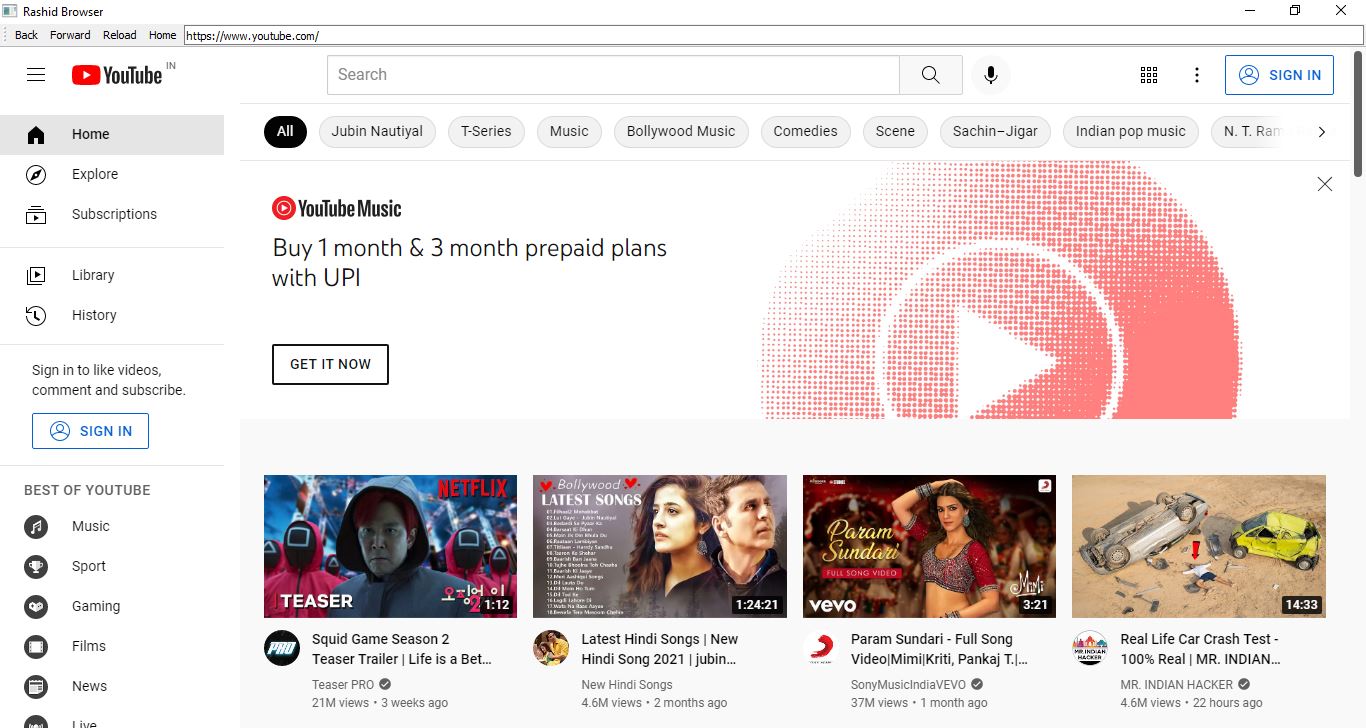 Rashid Browser
Back Forward Reload Home https://www.youtube.com/
YouTube IN
Search
SIGN IN
Home
Explore
Subscriptions
Library
History
Sign in to like videos,
comment and subscribe.
SIGN IN
BEST OF YOUTUBE
Music
Sport
Gaming
Films
News
Live
All Jubin Nautiyal T-Series Music Bollywood Music Comedies Scene Sachin–Jigar Indian pop music N. T. Ram
YouTube Music
Buy 1 month & 3 month prepaid plans
with UPI
GET IT NOW
NETFLIX
TEASER
1:12
PRO
Squid Game Season 2
Teaser Trailer | Life is a Bet...
Teaser PRO
21M views • 3 weeks ago
Bollywood
LATEST SONGS
1:24:21
Latest Hindi Songs | New
Hindi Song 2021 | jubin...
New Hindi Songs
4.6M views • 2 months ago
Param
Sundari
FULL SONG VIDEO
Mimi
vevo
3:21
Param Sundari - Full Song
Video|Mimi|Kriti, Pankaj T.|...
SonyMusicIndiaVEVO
37M views • 1 month ago
14:33
MR. INDIAN
HACKER
Real Life Car Crash Test -
100% Real | MR. INDIAN...
MR. INDIAN HACKER
4.6M views • 22 hours ago